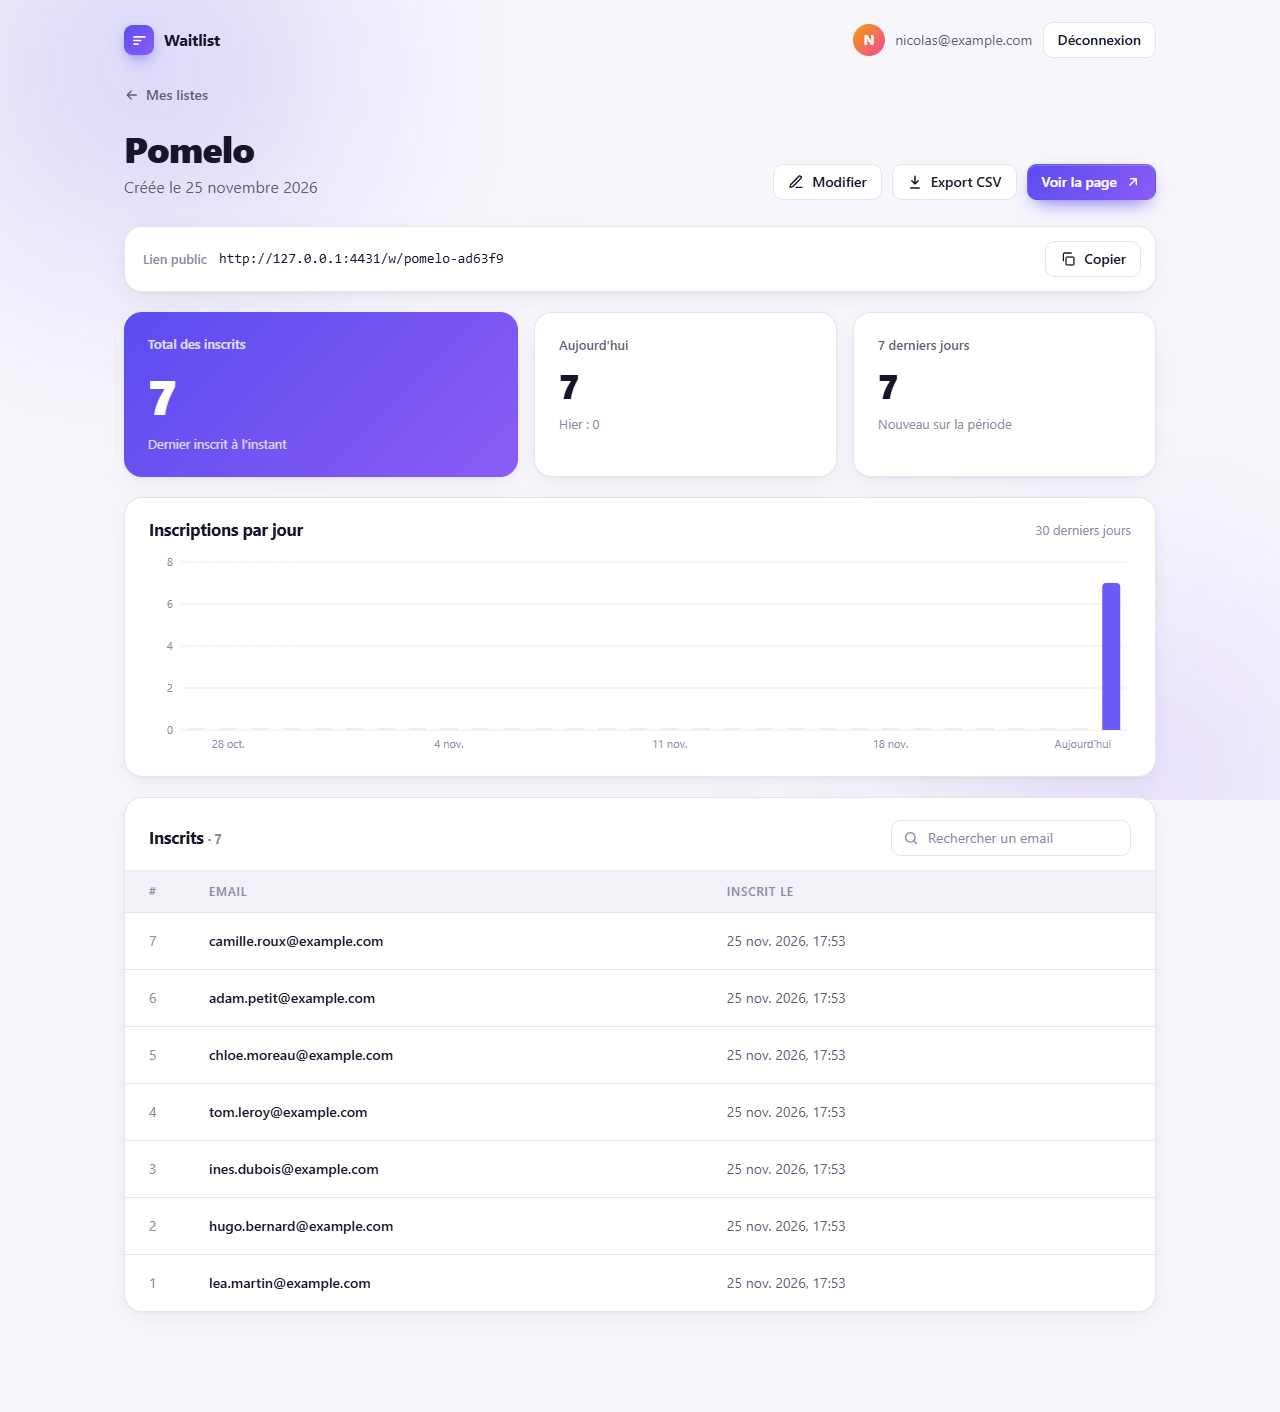 Waitlist
N nicolas@example.com Déconnexion
Mes listes
Pomelo
Créée le 25 novembre 2026
Modifier Export CSV Voir la page
Lien public http://127.0.0.1:4431/w/pomelo-ad63f9 Copier
Total des inscrits
7
Dernier inscrit à l'instant
Aujourd'hui
7
Hier : 0
7 derniers jours
7
Nouveau sur la période
Inscriptions par jour 30 derniers jours
8
6
4
2
0
28 oct. 4 nov. 11 nov. 18 nov. Aujourd'hui
Inscrits · 7 Rechercher un email
# EMAIL INSCRIT LE
7 camille.roux@example.com 25 nov. 2026, 17:53
6 adam.petit@example.com 25 nov. 2026, 17:53
5 chloe.moreau@example.com 25 nov. 2026, 17:53
4 tom.leroy@example.com 25 nov. 2026, 17:53
3 ines.dubois@example.com 25 nov. 2026, 17:53
2 hugo.bernard@example.com 25 nov. 2026, 17:53
1 lea.martin@example.com 25 nov. 2026, 17:53